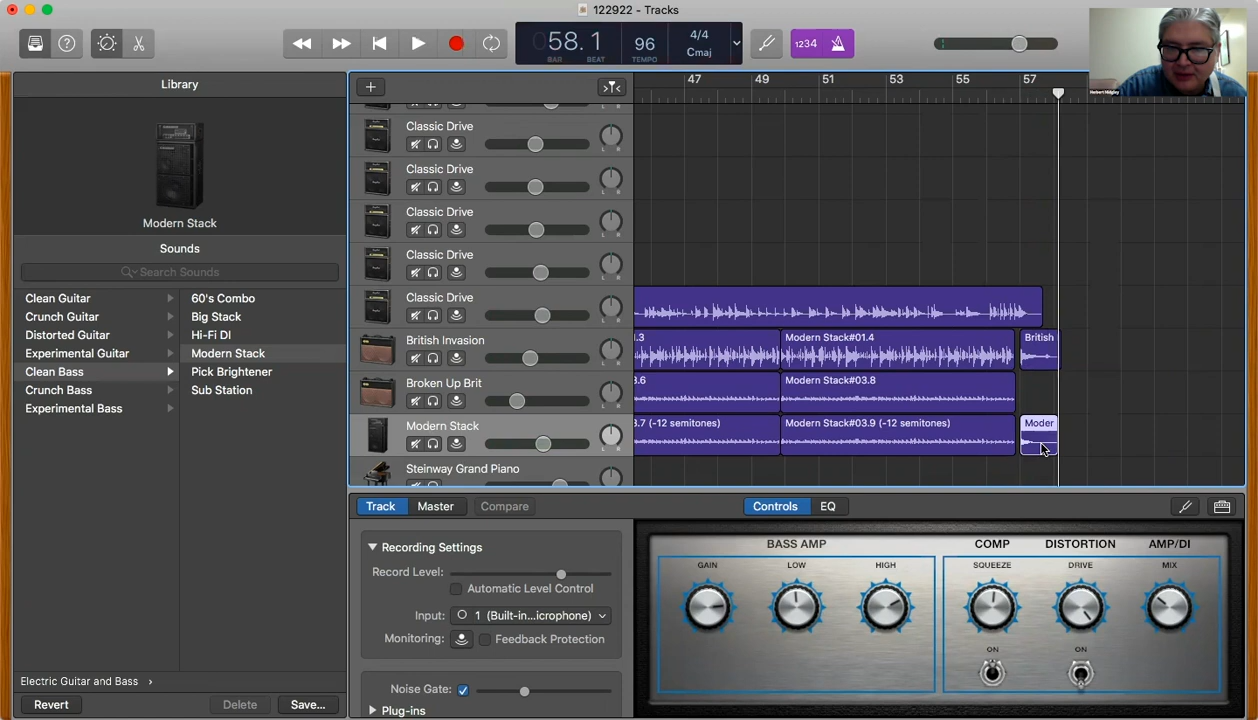 122922 - Tracks
058.1
BAR
BEAT
96
TEMPO
4/4
Cmaj
1234
Herbert Midgley
Library
Modern Stack
Sounds
Search Sounds
Clean Guitar
Crunch Guitar
Distorted Guitar
Experimental Guitar
Clean Bass
Crunch Bass
Experimental Bass
60's Combo
Big Stack
Hi-Fi DI
Modern Stack
Pick Brightener
Sub Station
Electric Guitar and Bass
Revert
Delete
Save...
47 49 51 53 55 57
Classic Drive
L R
Classic Drive
L R
Classic Drive
L R
Classic Drive
L R
Classic Drive
L R
British Invasion
L R
.3
Modern Stack#01.4
British
Broken Up Brit
L R
3.6
Modern Stack#03.8
Modern Stack
L R
3.7 (-12 semitones)
Modern Stack#03.9 (-12 semitones)
Moder
Steinway Grand Piano
Track
Master
Compare
Controls
EQ
Recording Settings
Record Level:
Automatic Level Control
Input:
1 (Built-in...icrophone)
Monitoring:
Feedback Protection
Noise Gate:
Plug-ins
BASS AMP
GAIN
LOW
HIGH
COMP
SQUEEZE
ON
DISTORTION
DRIVE
ON
AMP/DI
MIX